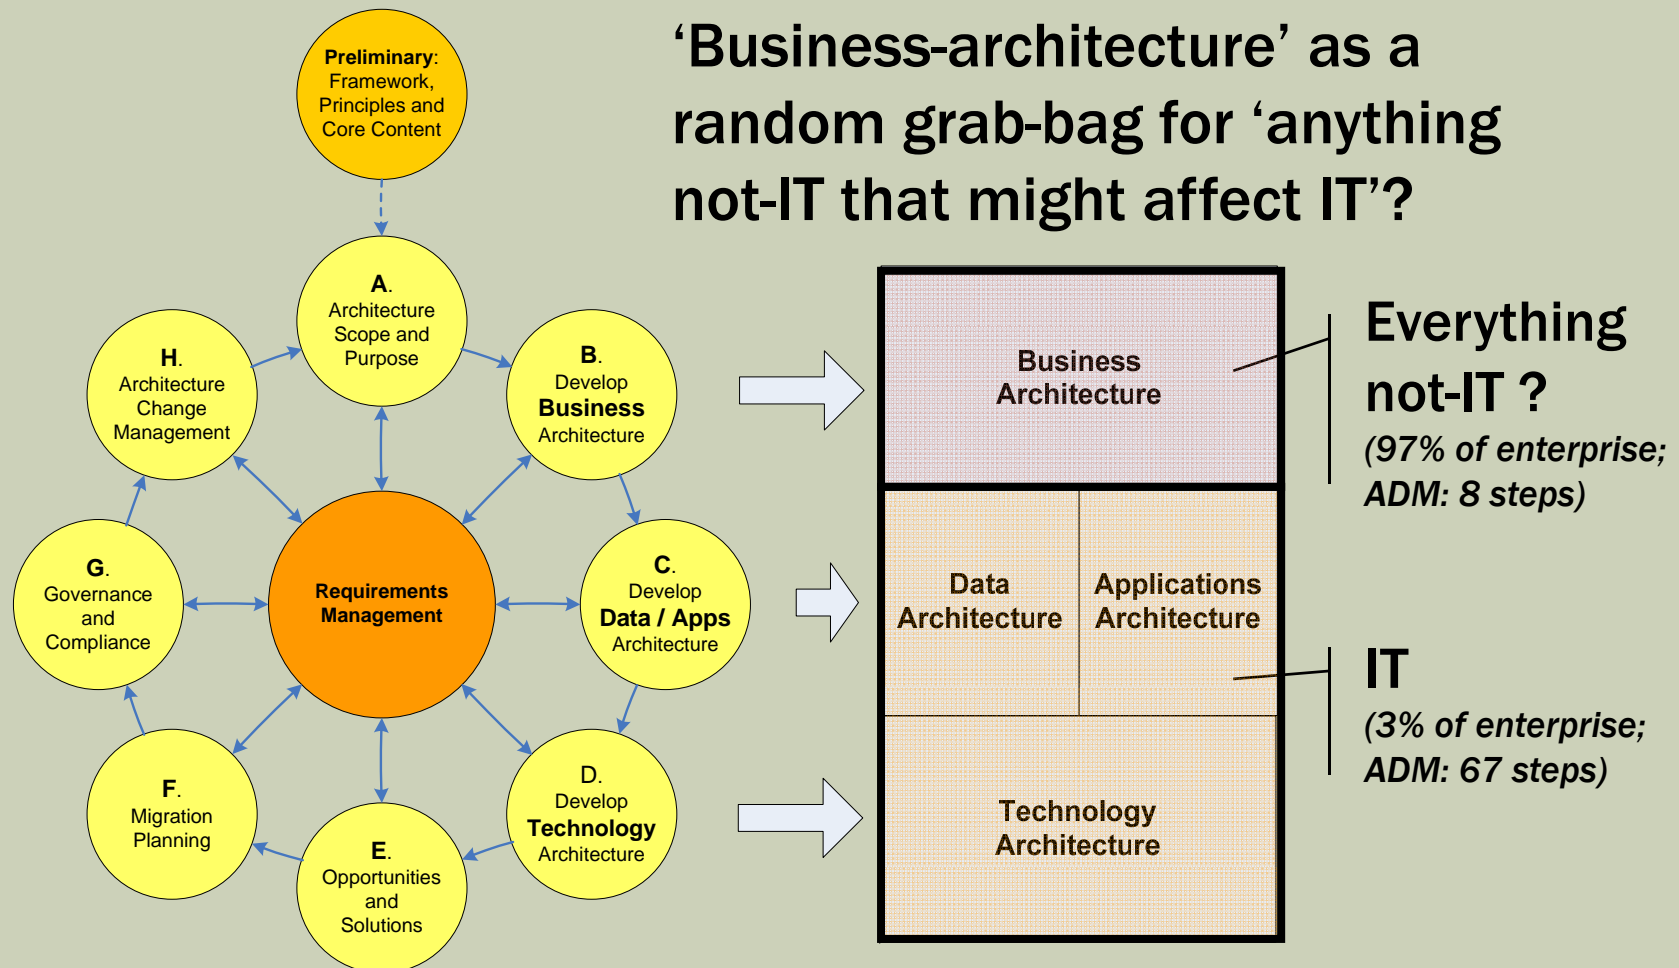 ‘Business-architecture’ as a
random grab-bag for ‘anything
not-IT that might affect IT’?
Preliminary:
Framework,
Principles and
Core Content
A.
Architecture
Scope and
Purpose
B.
Develop
Business
Architecture
C.
Develop
Data / Apps
Architecture
D.
Develop
Technology
Architecture
E.
Opportunities
and
Solutions
F.
Migration
Planning
G.
Governance
and
Compliance
H.
Architecture
Change
Management
Requirements
Management
Business
Architecture
Data
Architecture
Applications
Architecture
Technology
Architecture
Everything
not-IT ?
(97% of enterprise;
ADM: 8 steps)
IT
(3% of enterprise;
ADM: 67 steps)